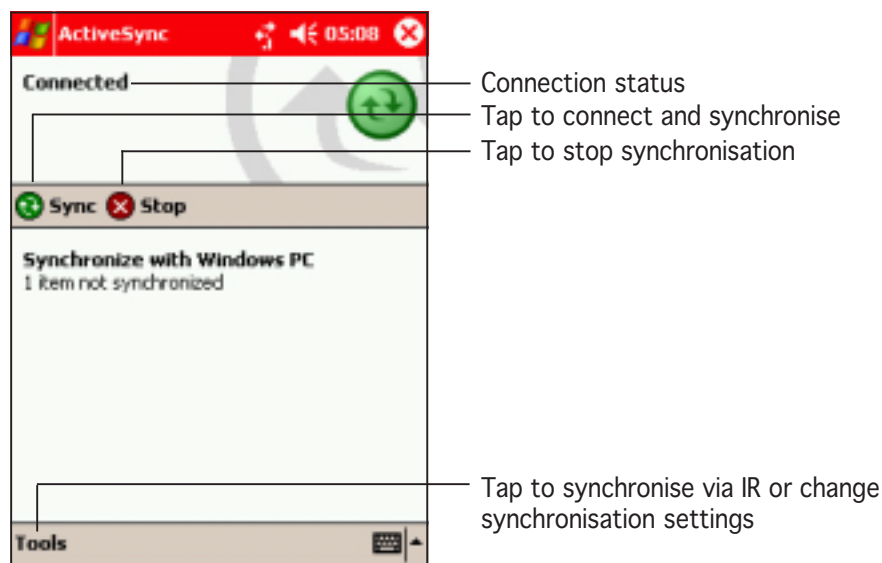 ActiveSync 05:08
Connected
Connection status
Tap to connect and synchronise
Tap to stop synchronisation
Sync Stop
Synchronize with Windows PC
1 item not synchronized
Tap to synchronise via IR or change
synchronisation settings
Tools